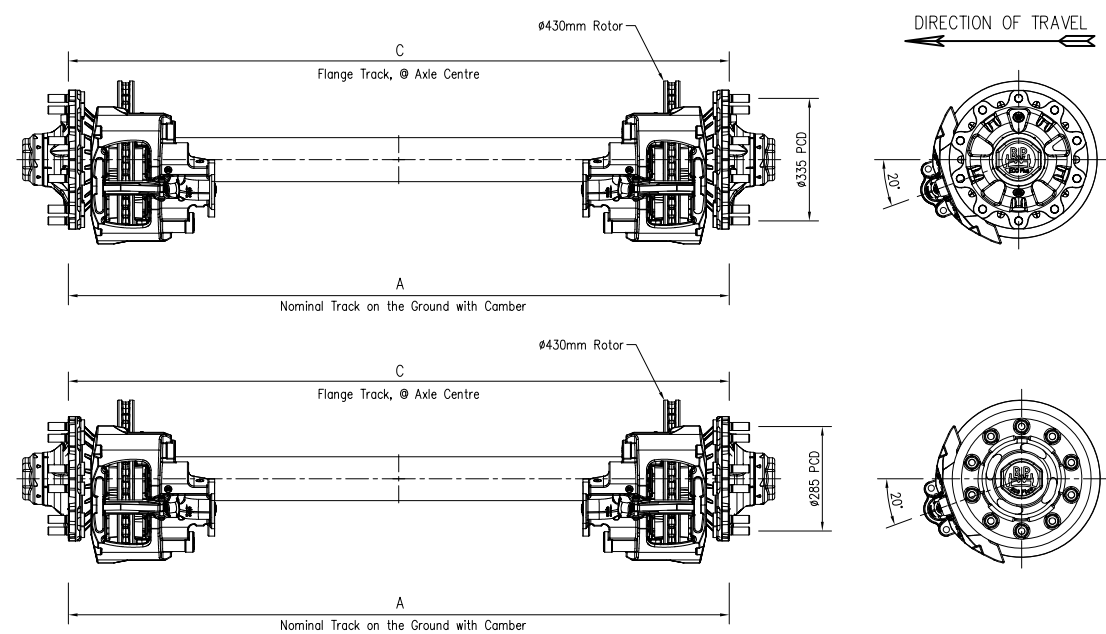 ø430mm Rotor
DIRECTION OF TRAVEL
C
Flange Track, @ Axle Centre
ø335 PCD
20°
A
Nominal Track on the Ground with Camber
ø430mm Rotor
C
Flange Track, @ Axle Centre
ø285 PCD
20°
A
Nominal Track on the Ground with Camber